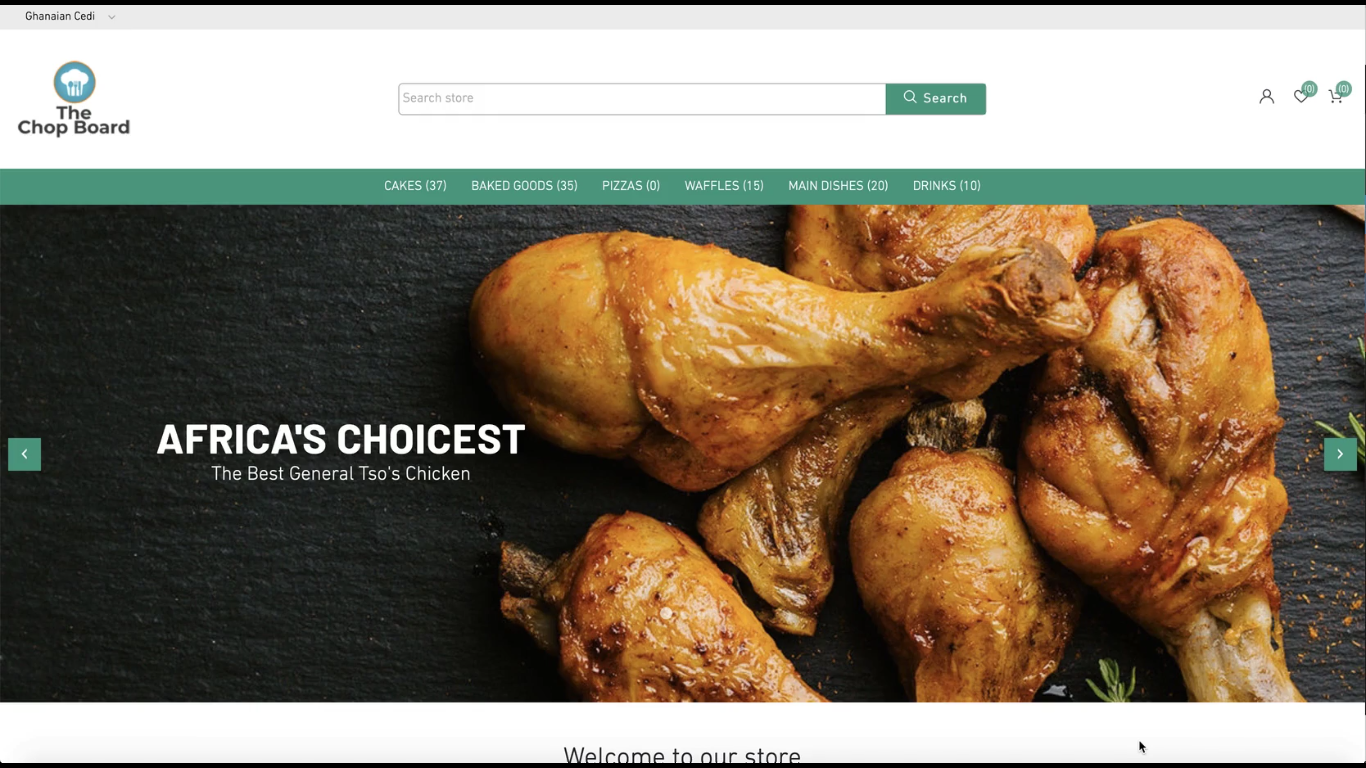 Ghanaian Cedi
The
Chop Board
Search store
Search
(0)
(0)
CAKES (37)
BAKED GOODS (35)
PIZZAS (0)
WAFFLES (15)
MAIN DISHES (20)
DRINKS (10)
AFRICA'S CHOICEST
The Best General Tso's Chicken
Welcome to our store